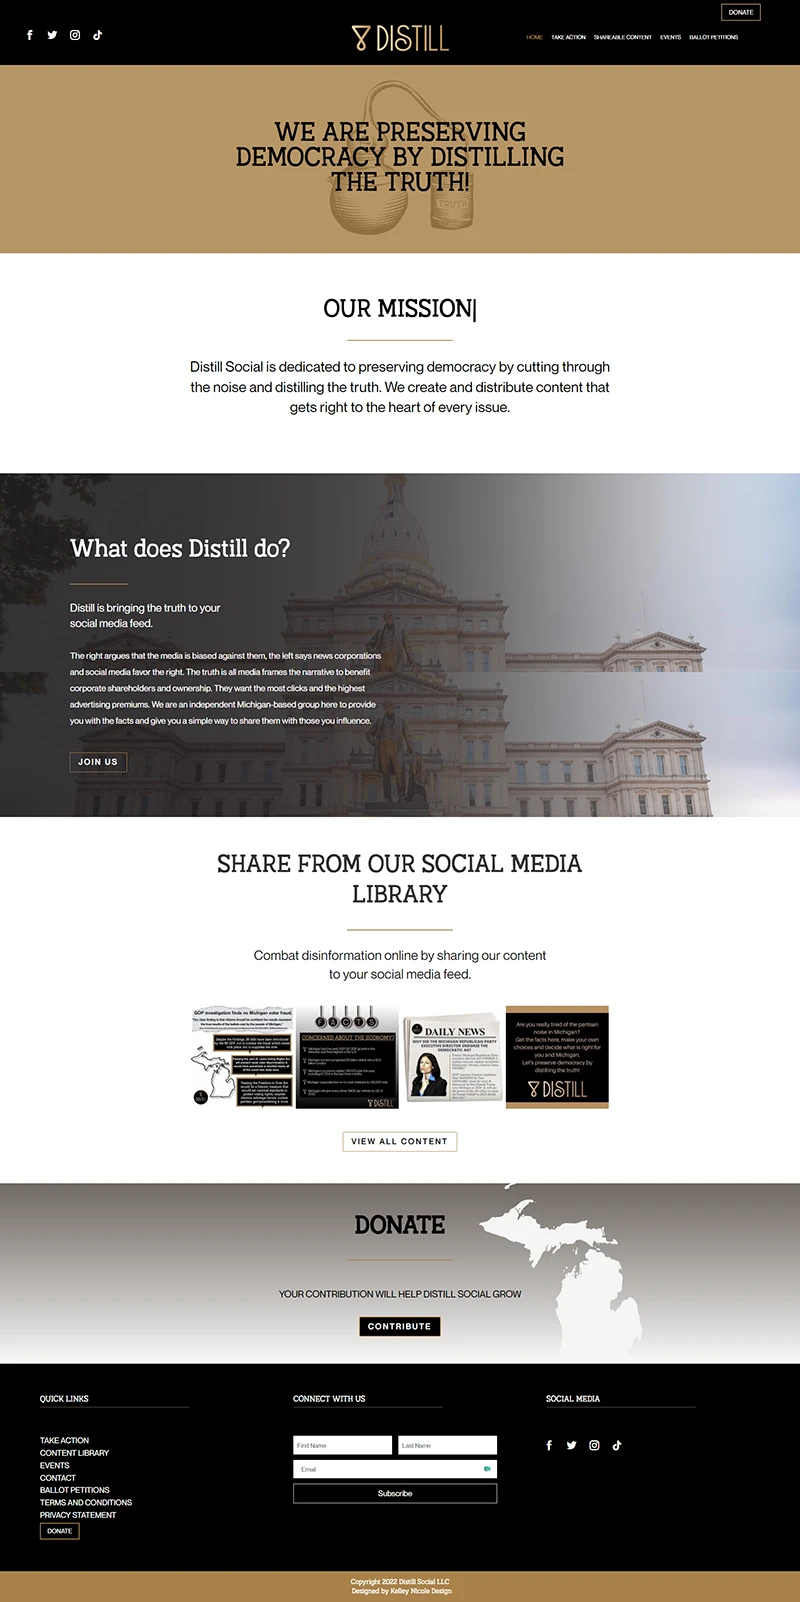 DONATE
DISTILL
HOME TAKE ACTION SHAREABLE CONTENT EVENTS BALLOT PETITIONS
WE ARE PRESERVING
DEMOCRACY BY DISTILLING
THE TRUTH!
TRUTH
OUR MISSION|
Distill Social is dedicated to preserving democracy by cutting through
the noise and distilling the truth. We create and distribute content that
gets right to the heart of every issue.
What does Distill do?
Distill is bringing the truth to your
social media feed.
The right argues that the media is biased against them, the left says news corporations
and social media favor the right. The truth is all media frames the narrative to benefit
corporate shareholders and ownership. They want the most clicks and the highest
advertising premiums. We are an independent Michigan-based group here to provide
you with the facts and give you a simple way to share them with those you influence.
JOIN US
SHARE FROM OUR SOCIAL MEDIA
LIBRARY
Combat disinformation online by sharing our content
to your social media feed.
GOP investigation finds no Michigan voter fraud;
FACTS
CONCERNED ABOUT THE ECONOMY?
DISTILL
DAILY NEWS
WHY DID THE MICHIGAN REPUBLICAN PARTY
EXECUTIVE DIRECTOR ENDORSE THE
DEMOCRATIC AG?
Are you really tired of the partisan
noise in Michigan?
Get the facts, make your own
choices and decide what is right for
you and Michigan.
Let's preserve democracy by
distilling the truth!
DISTILL
VIEW ALL CONTENT
DONATE
YOUR CONTRIBUTION WILL HELP DISTILL SOCIAL GROW
CONTRIBUTE
QUICK LINKS
TAKE ACTION
CONTENT LIBRARY
EVENTS
CONTACT
BALLOT PETITIONS
TERMS AND CONDITIONS
PRIVACY STATEMENT
DONATE
CONNECT WITH US
First Name
Last Name
Email
Subscribe
SOCIAL MEDIA
Copyright 2022 Distill Social LLC
Designed by Kelley Nicole Design